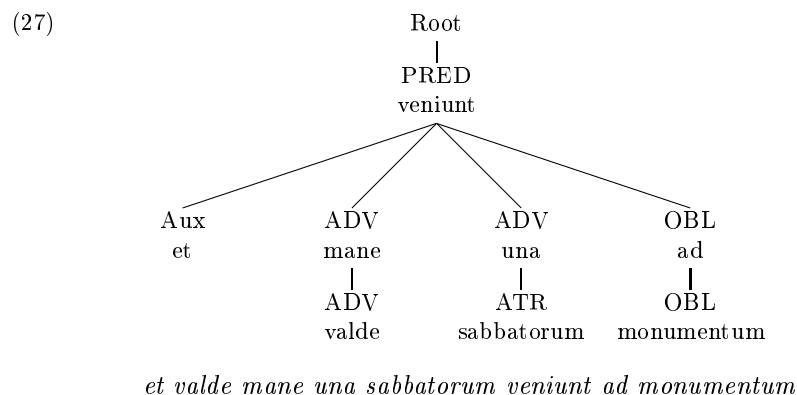 (27)
Root
PRED
veniunt
Aux ADV ADV OBL
et mane una ad
ADV ATR OBL
valde sabbatorum monumentum
et valde mane una sabbatorum veniunt ad monumentum